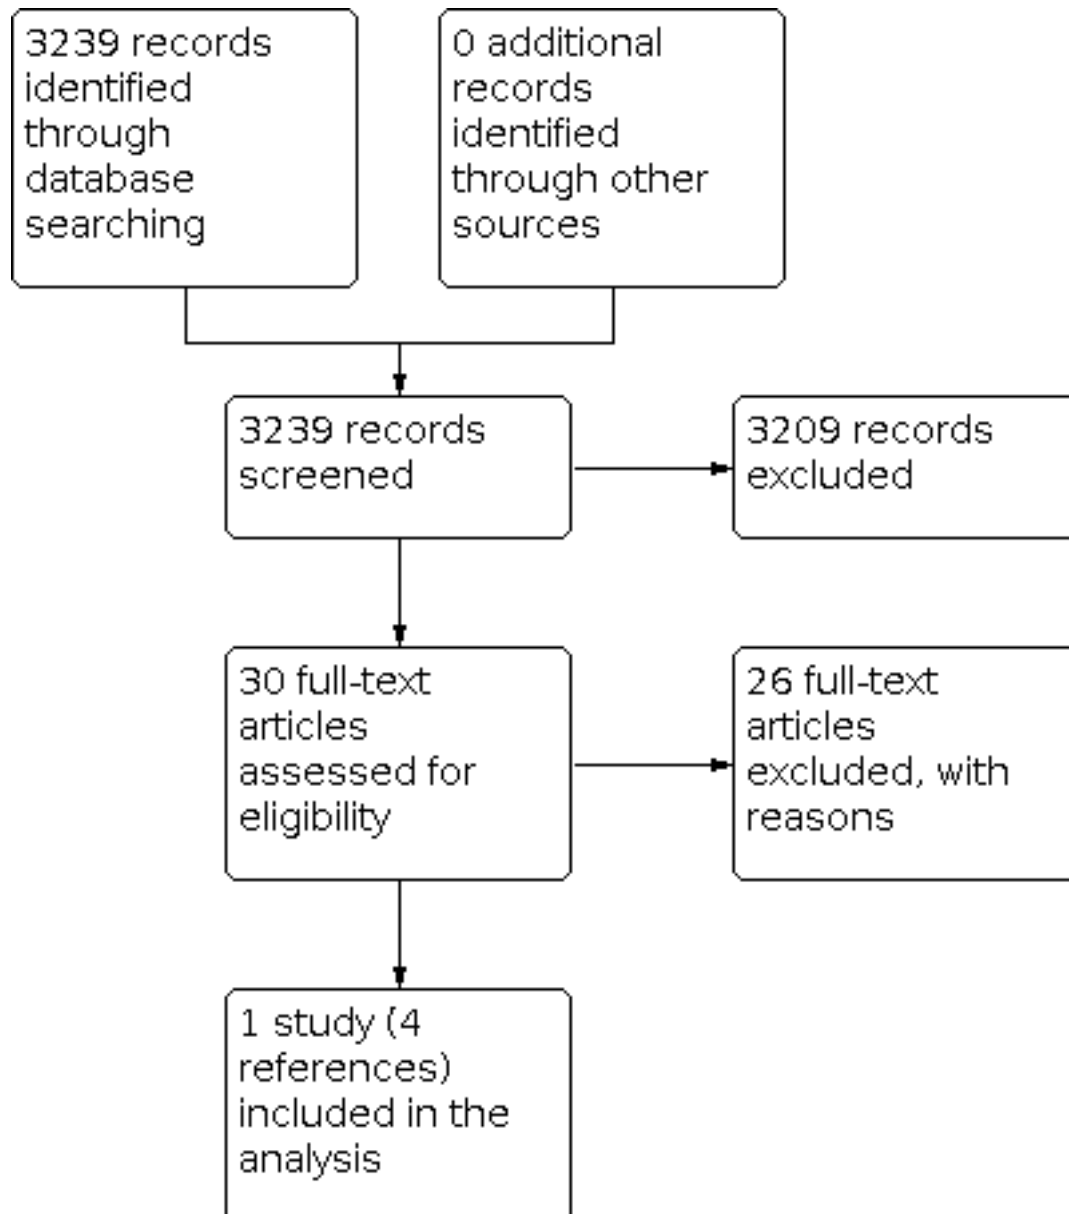 3239 records
identified
through
database
searching
0 additional
records
identified
through other
sources
3239 records
screened
3209 records
excluded
30 full-text
articles
assessed for
eligibility
26 full-text
articles
excluded, with
reasons
1 study (4
references)
included in the
analysis